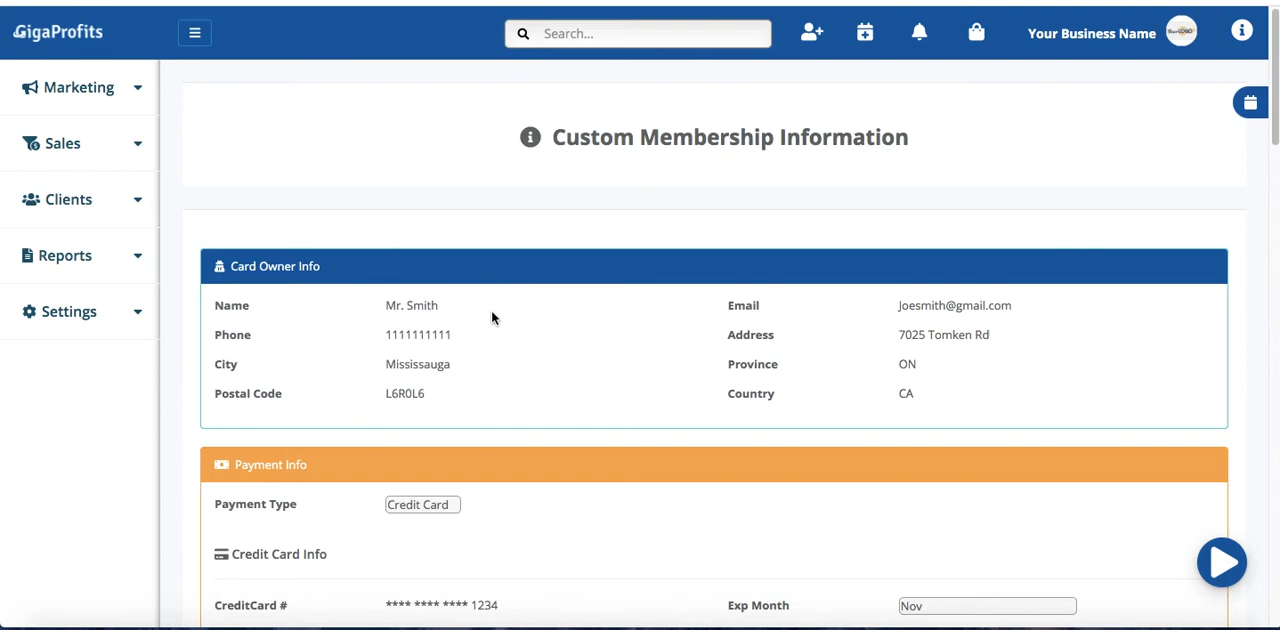 GigaProfits
Search...
Your Business Name
Marketing
Sales
Clients
Reports
Settings
Custom Membership Information
Card Owner Info
Name Mr. Smith Email Joesmith@gmail.com
Phone 1111111111 Address 7025 Tomken Rd
City Mississauga Province ON
Postal Code L6R0L6 Country CA
Payment Info
Payment Type Credit Card
Credit Card Info
CreditCard # **** **** **** 1234 Exp Month Nov